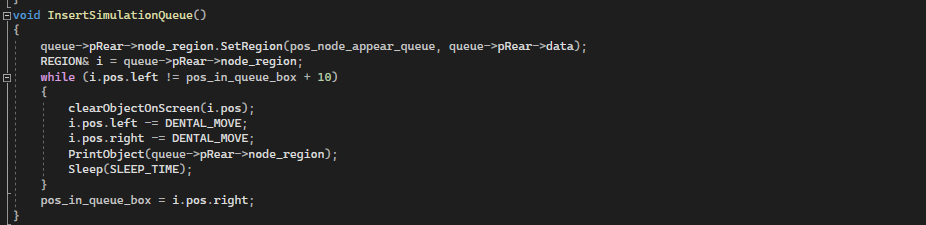 void InsertSimulationQueue()
{
    queue->pRear->node_region.SetRegion(pos_node_appear_queue, queue->pRear->data);
    REGION& i = queue->pRear->node_region;
    while (i.pos.left != pos_in_queue_box + 10)
    {
        clearObjectOnScreen(i.pos);
        i.pos.left -= DENTAL_MOVE;
        i.pos.right -= DENTAL_MOVE;
        PrintObject(queue->pRear->node_region);
        Sleep(SLEEP_TIME);
    }
    pos_in_queue_box = i.pos.right;
}